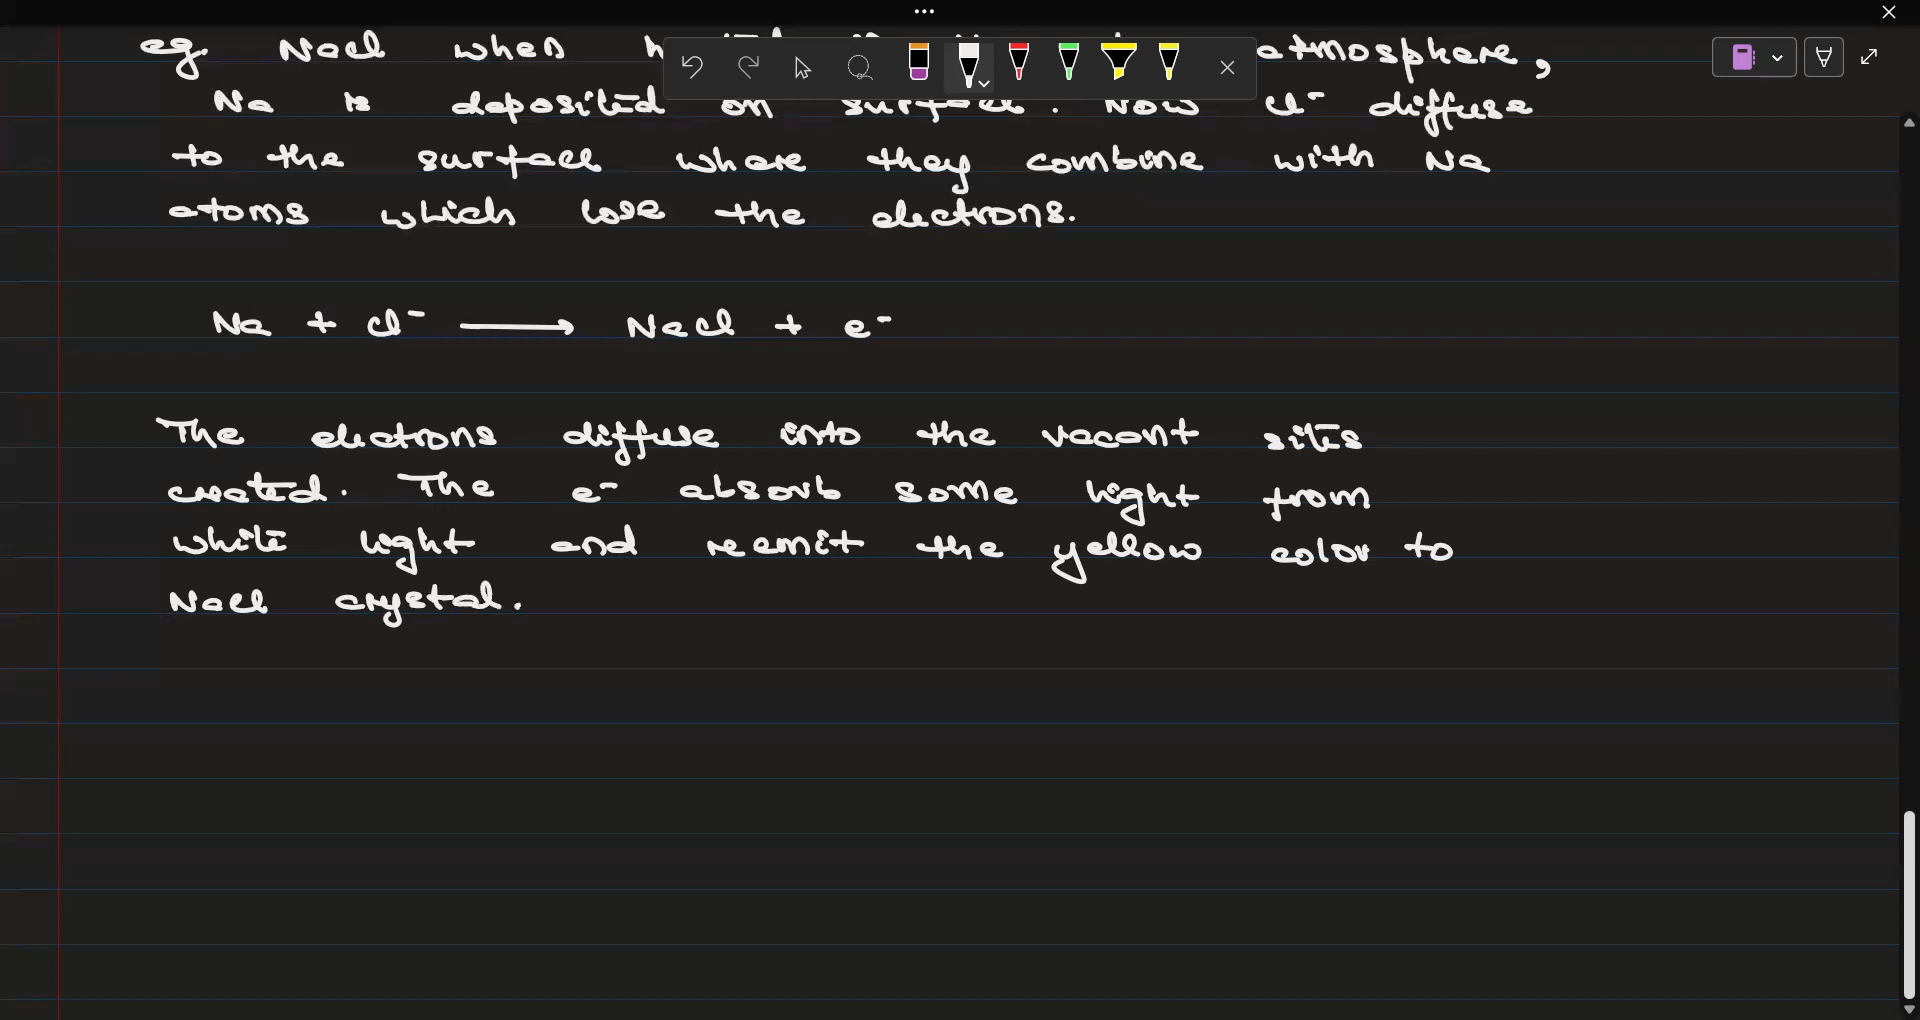 eg. NaCl when atmosphere,
Na is deposited on surface. Now Cl⁻ diffuse
to the surface where they combine with Na
atoms which lose the electrons.
Na + Cl⁻ ⟶ NaCl + e⁻
The electrons diffuse into the vacant sites
created. The e⁻ absorb some light from
white light and reemit the yellow color to
NaCl crystal.